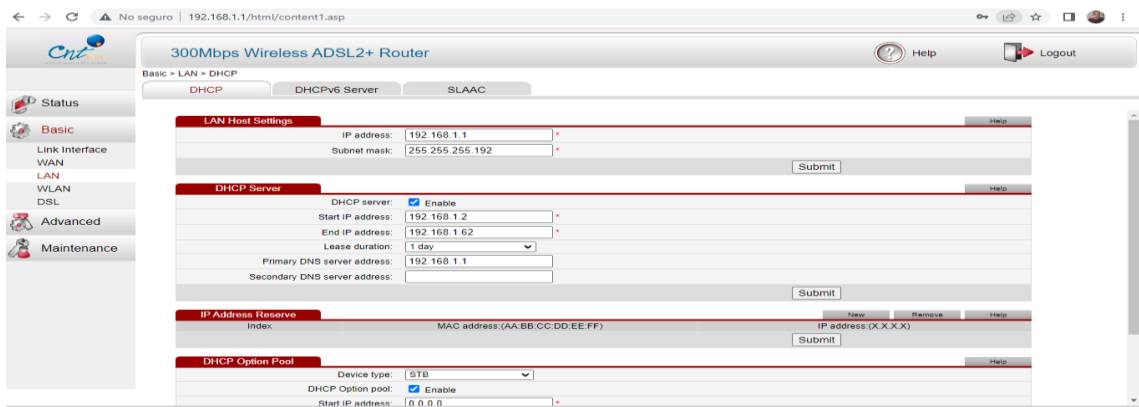 No seguro | 192.168.1.1/html/content1.asp
Cnt
300Mbps Wireless ADSL2+ Router
Help
Logout
Basic > LAN > DHCP
DHCP DHCPv6 Server SLAAC
Status
Basic
Link Interface
WAN
LAN
WLAN
DSL
Advanced
Maintenance
LAN Host Settings Help
IP address: 192.168.1.1 *
Subnet mask: 255.255.255.192 *
Submit
DHCP Server Help
DHCP server: Enable
Start IP address: 192.168.1.2 *
End IP address: 192.168.1.62 *
Lease duration: 1 day
Primary DNS server address: 192.168.1.1
Secondary DNS server address:
Submit
IP Address Reserve New Remove Help
Index MAC address:(AA:BB:CC:DD:EE:FF) IP address:(X.X.X.X)
Submit
DHCP Option Pool Help
Device type: STB
DHCP Option pool: Enable
Start IP address: 0.0.0.0 *